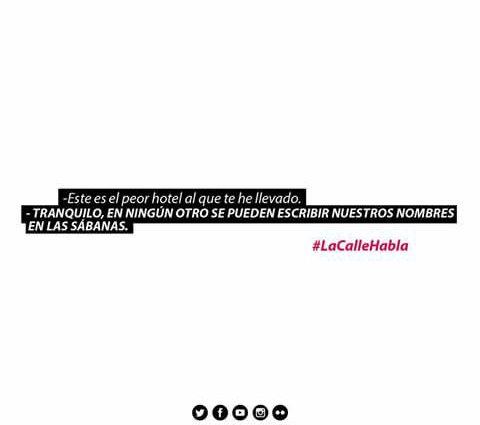 -Este es el peor hotel al que te he llevado.
- TRANQUILO, EN NINGÚN OTRO SE PUEDEN ESCRIBIR NUESTROS NOMBRES
EN LAS SÁBANAS.
#LaCalleHabla